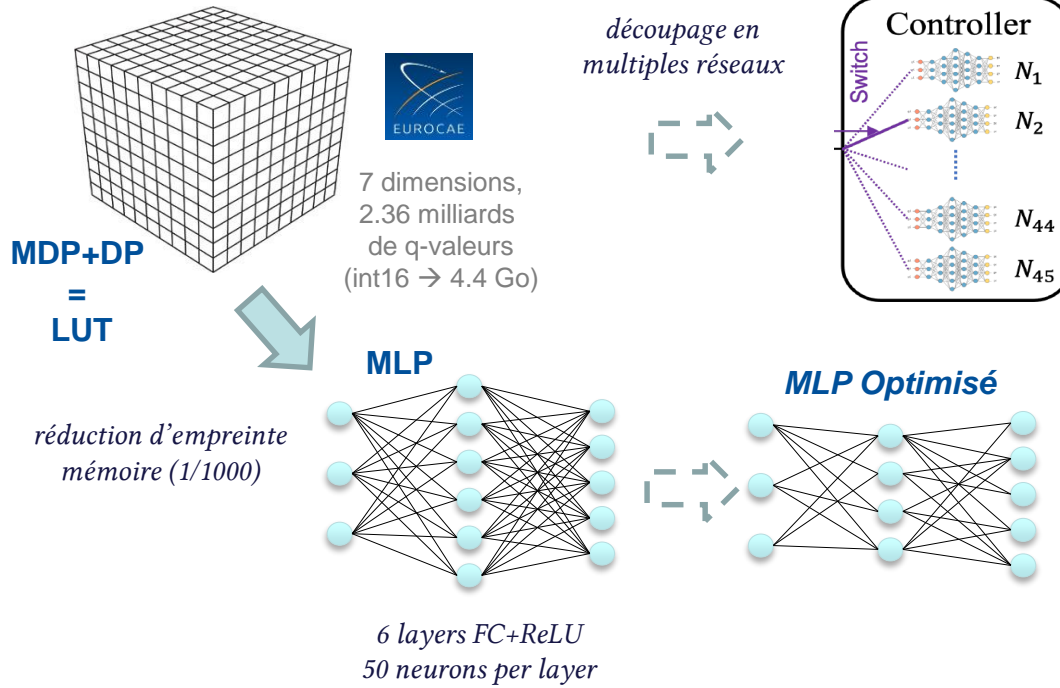 découpage en
multiples réseaux
Controller
Switch
N₁
N₂
N₄₄
N₄₅
EUROCAE
7 dimensions,
2.36 milliards
de q-valeurs
(int16 → 4.4 Go)
MDP+DP
=
LUT
MLP
MLP Optimisé
réduction d'empreinte
mémoire (1/1000)
6 layers FC+ReLU
50 neurons per layer